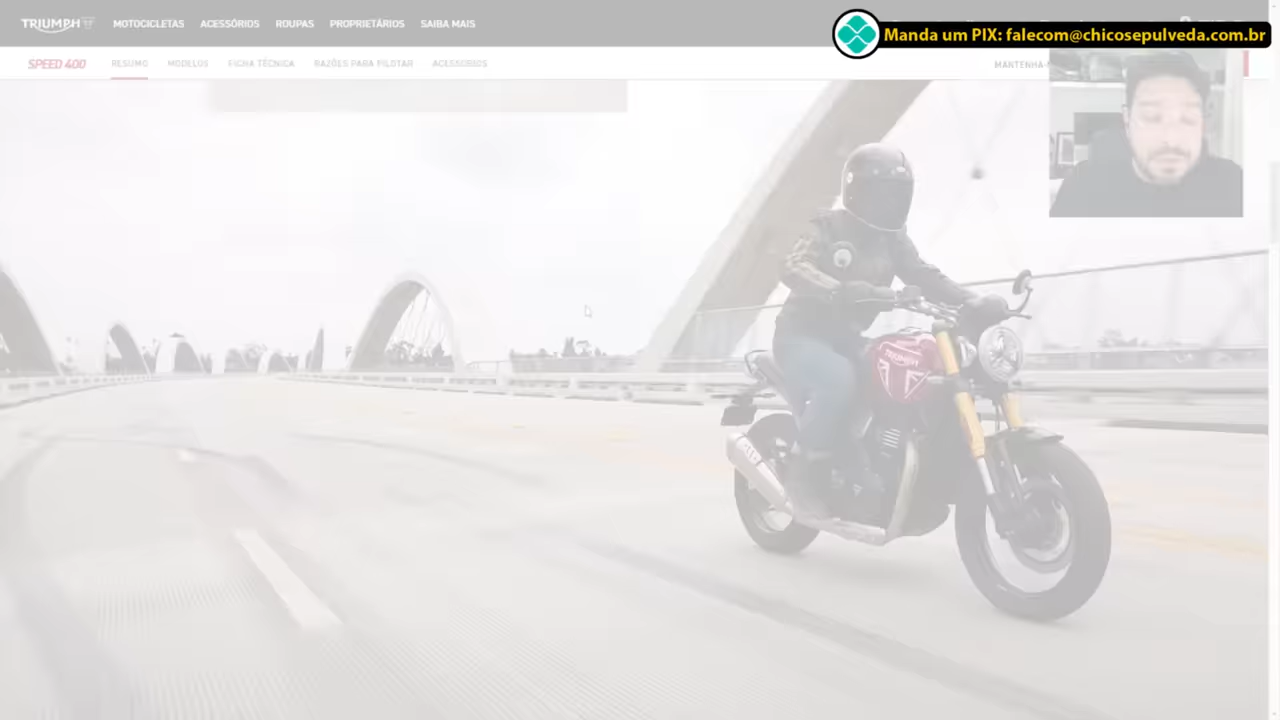 TRIUMPH
MOTOCICLETAS ACESSÓRIOS ROUPAS PROPRIETÁRIOS SAIBA MAIS
Manda um PIX: falecom@chicosepulveda.com.br
SPEED 400 RESUMO MODELOS FICHA TÉCNICA RAZÕES PARA PILOTAR ACESSÓRIOS
MANTENHA-
TRIUMPH